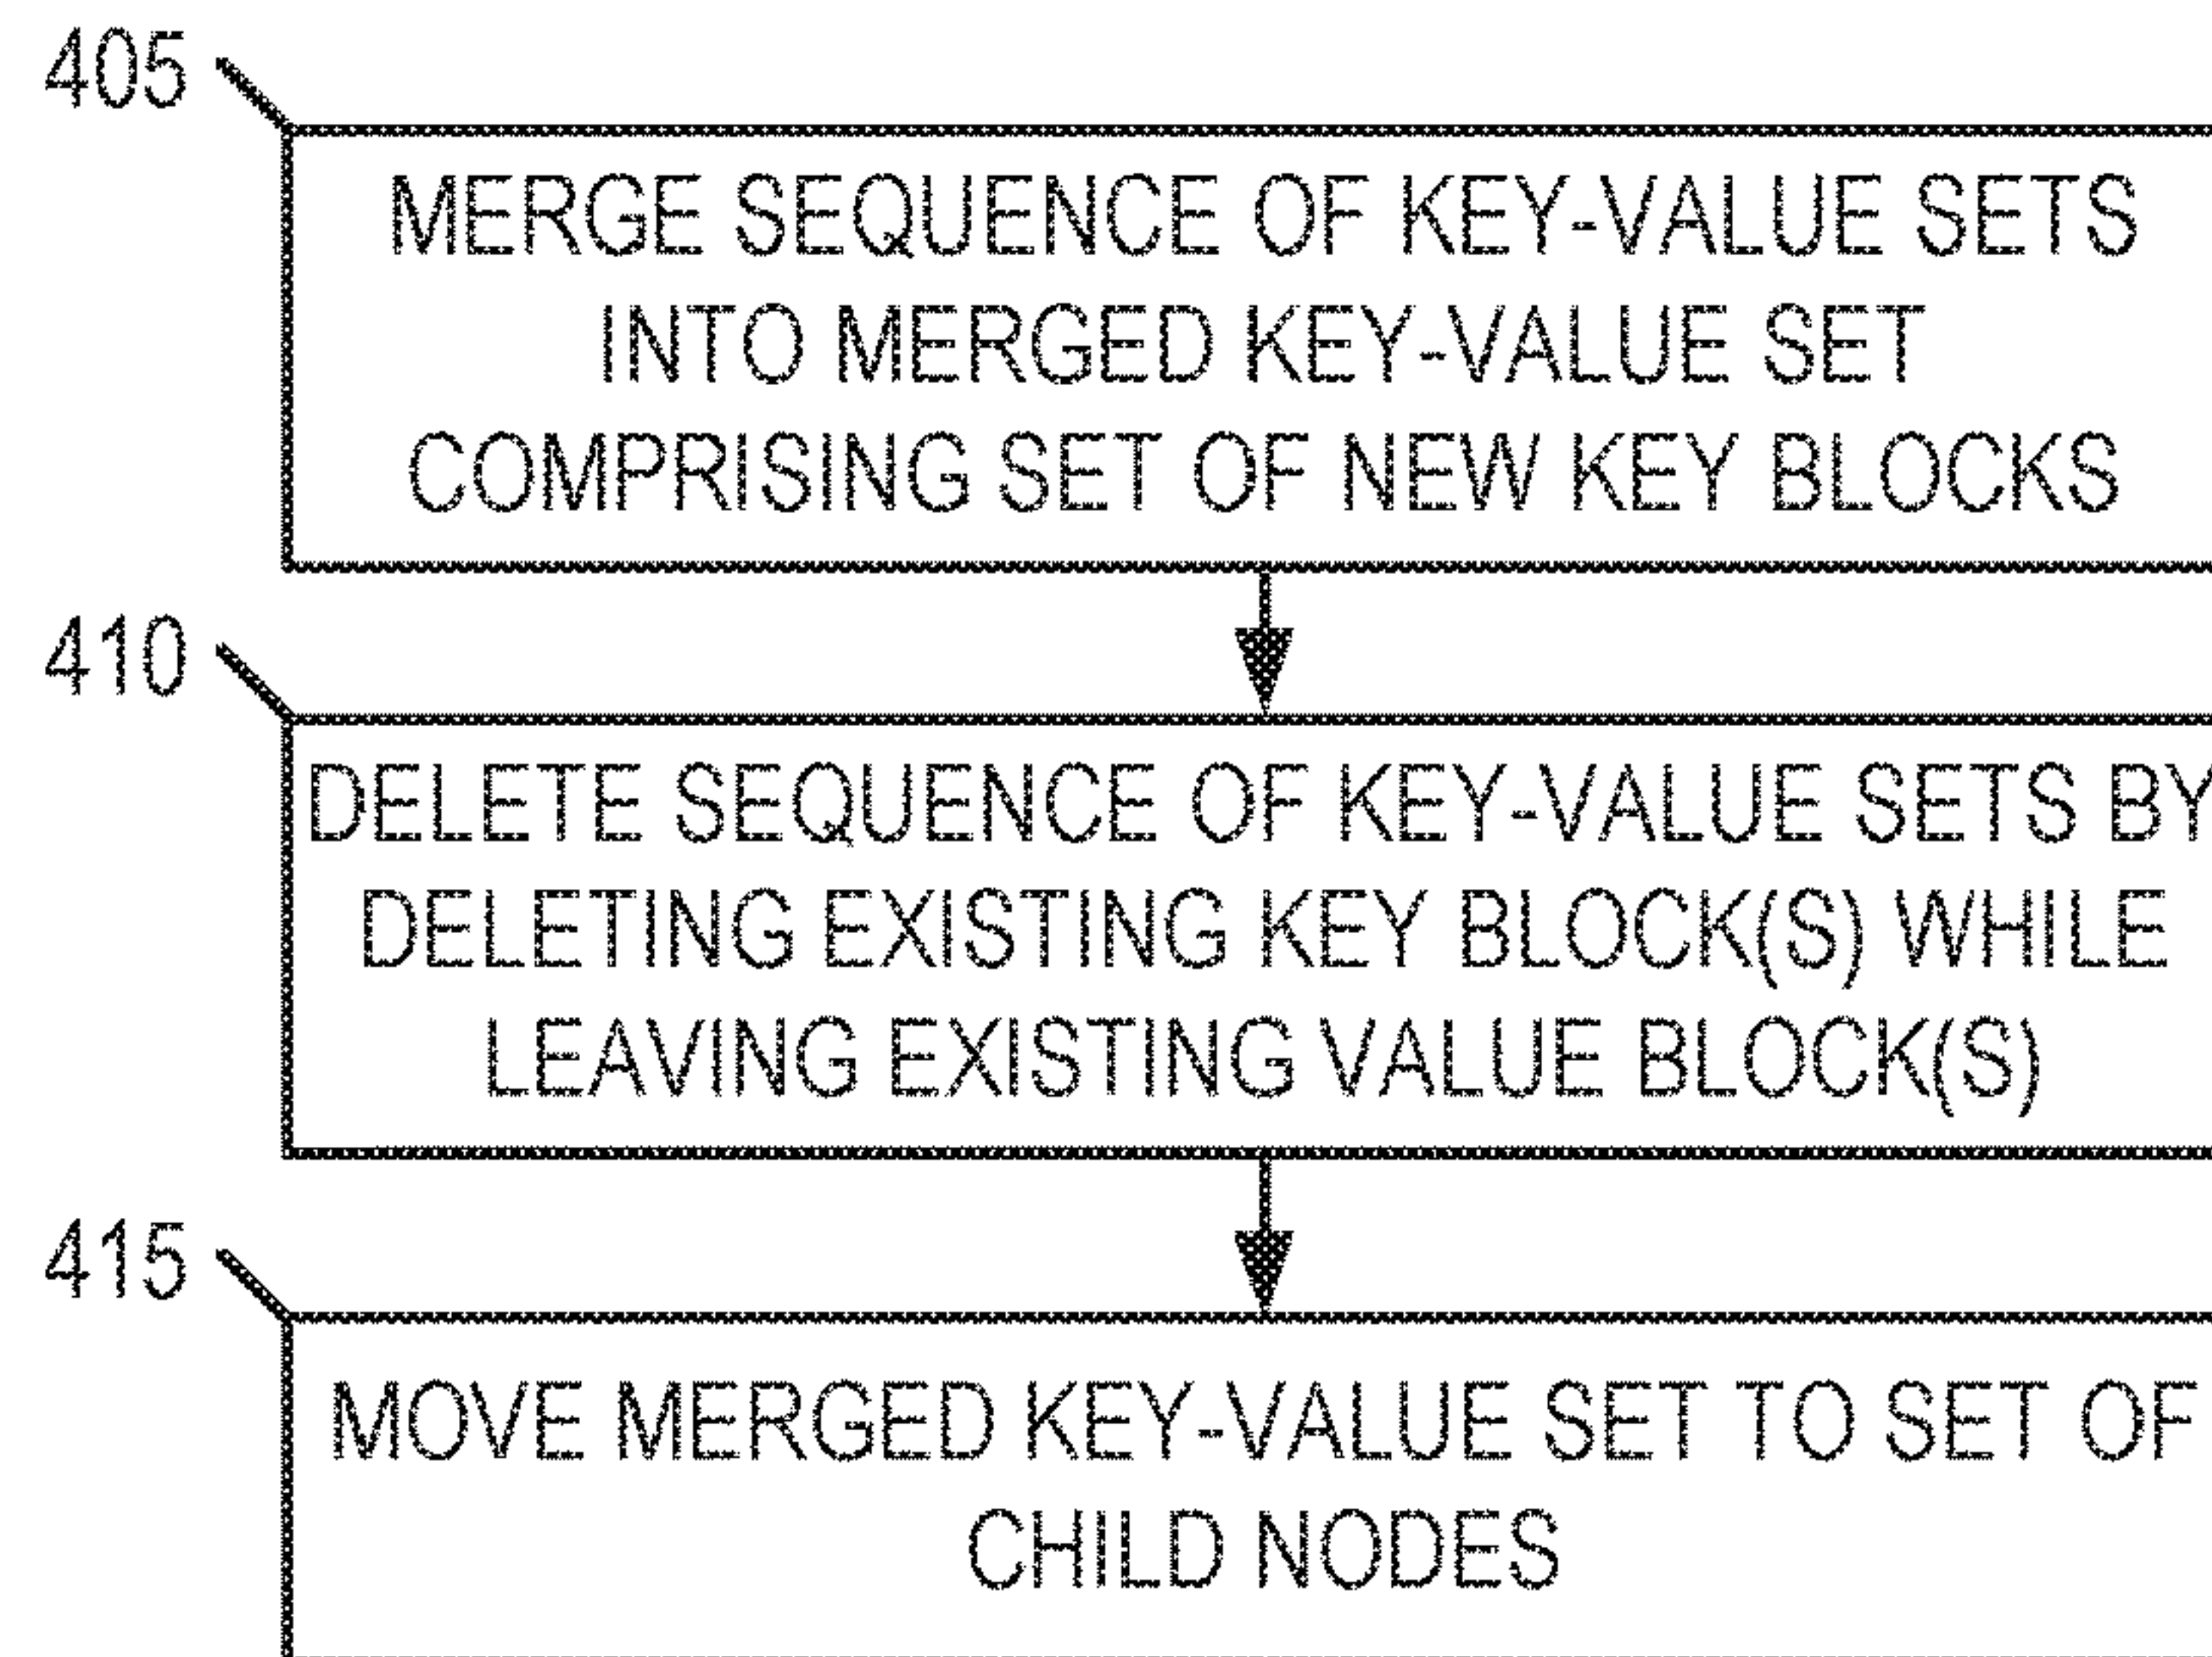 405
MERGE SEQUENCE OF KEY-VALUE SETS
INTO MERGED KEY-VALUE SET
COMPRISING SET OF NEW KEY BLOCKS
410
DELETE SEQUENCE OF KEY-VALUE SETS BY
DELETING EXISTING KEY BLOCK(S) WHILE
LEAVING EXISTING VALUE BLOCK(S)
415
MOVE MERGED KEY-VALUE SET TO SET OF
CHILD NODES